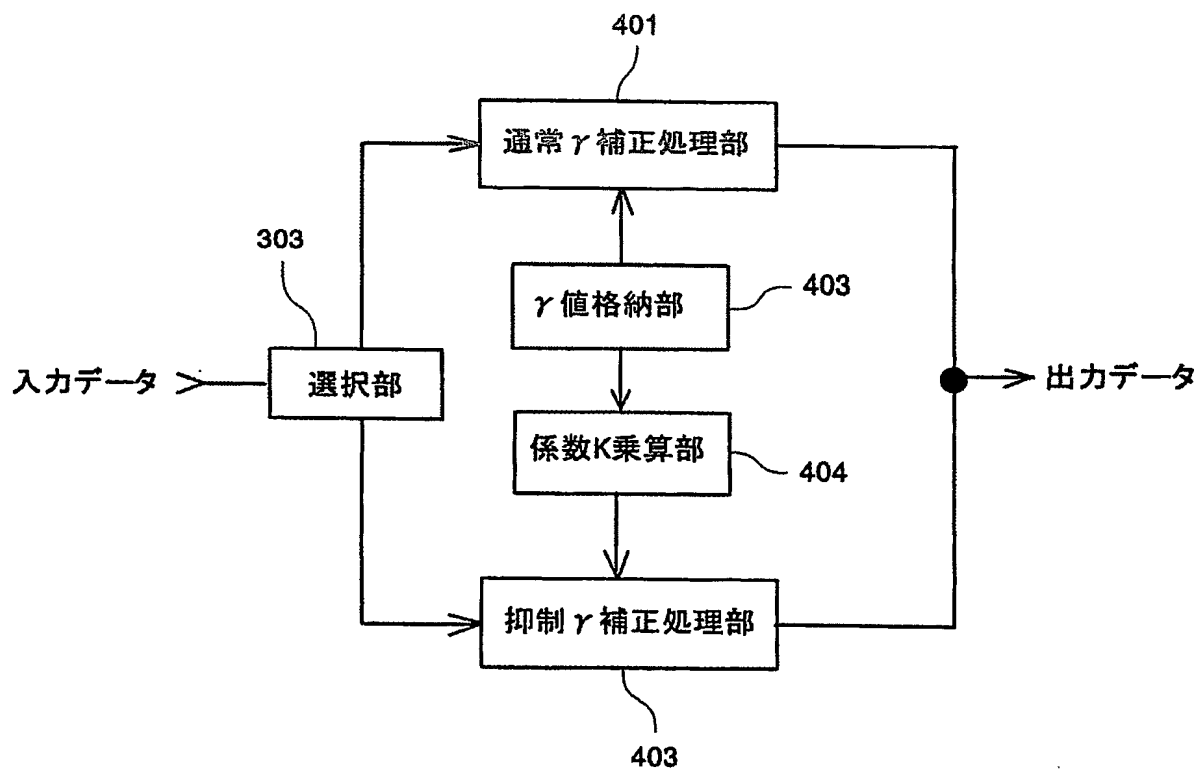 401
通常γ補正処理部
303
γ値格納部
403
入力データ
選択部
出力データ
係数K乗算部
404
抑制γ補正処理部
403